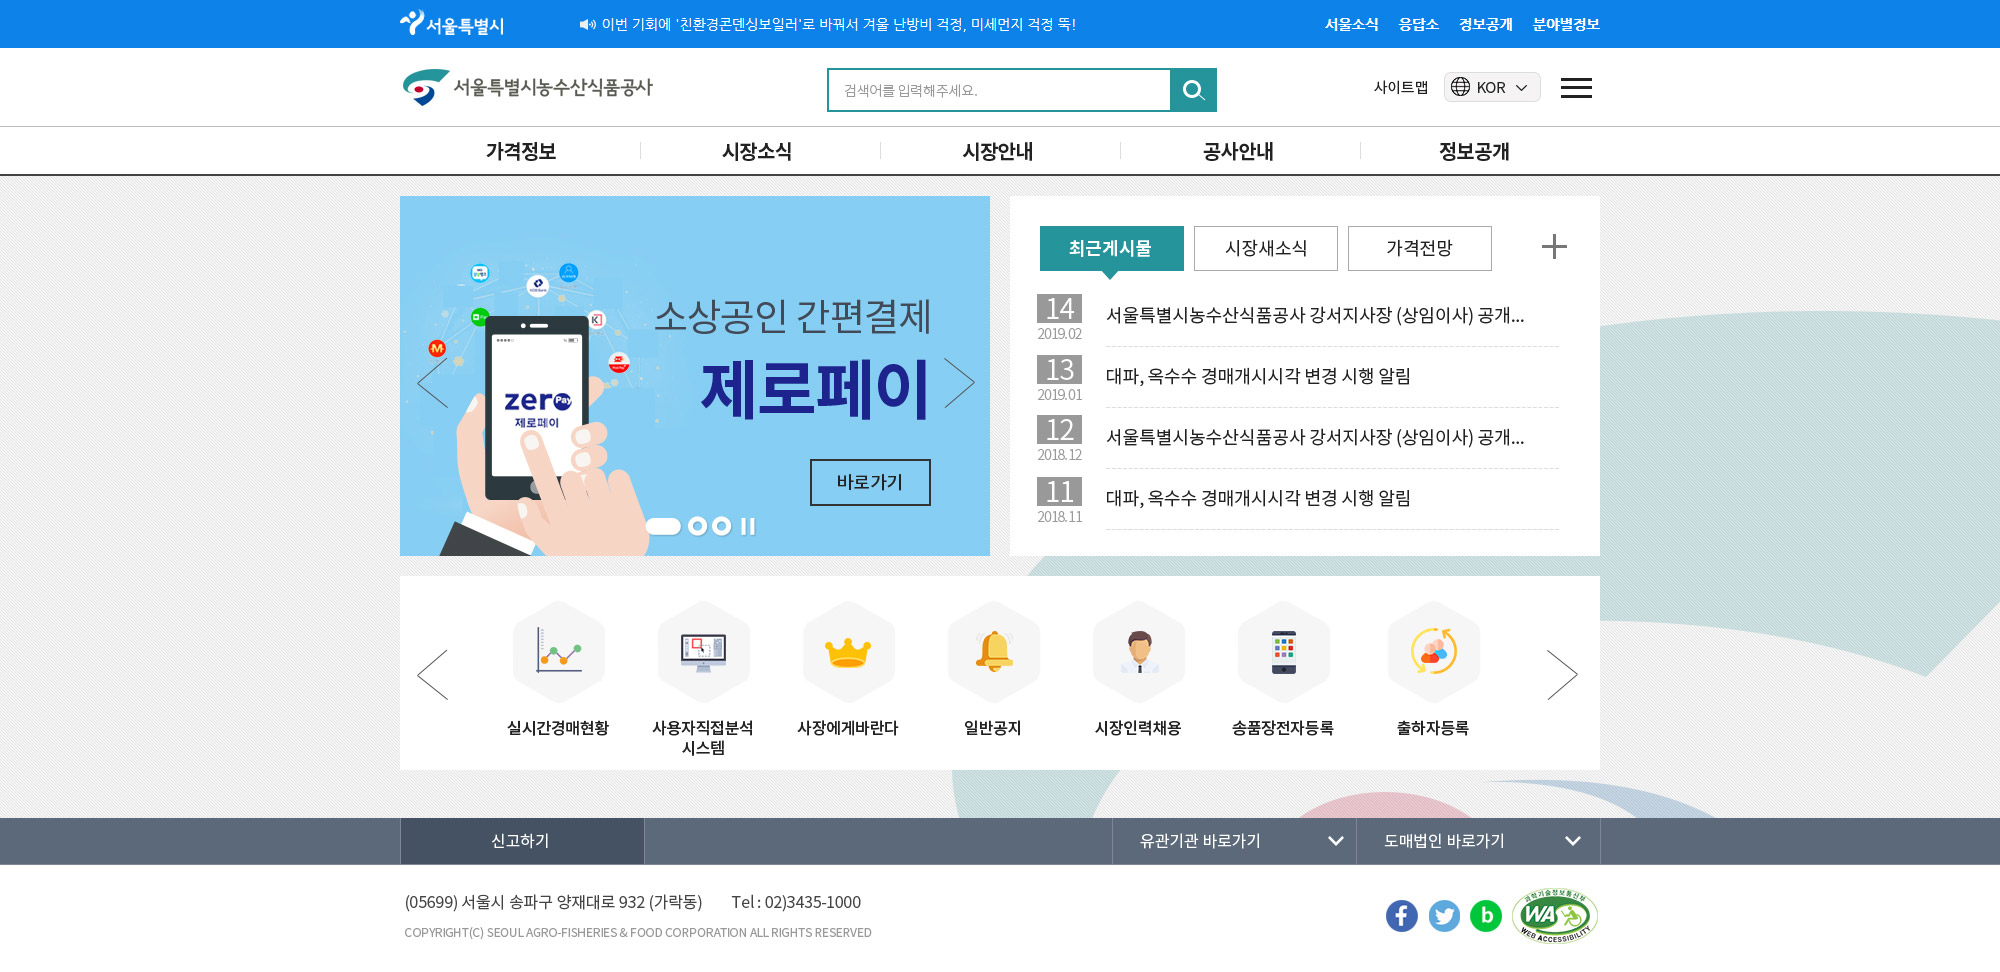 서울특별시
이번 기회에 '친환경콘덴싱보일러'로 바꿔서 겨울 난방비 걱정, 미세먼지 걱정 뚝!
서울소식 응답소 정보공개 분야별정보
서울특별시농수산식품공사
검색어를 입력해주세요.
사이트맵
KOR
가격정보 시장소식 시장안내 공사안내 정보공개
소상공인 간편결제
제로페이
zero Pay
제로페이
바로가기
최근게시물 시장새소식 가격전망
14
2019.02
서울특별시농수산식품공사 강서지사장 (상임이사) 공개...
13
2019.01
대파, 옥수수 경매개시시각 변경 시행 알림
12
2018.12
서울특별시농수산식품공사 강서지사장 (상임이사) 공개...
11
2018.11
대파, 옥수수 경매개시시각 변경 시행 알림
실시간경매현황
사용자직접분석
시스템
사장에게바란다
일반공지
시장인력채용
송품장전자등록
출하자등록
신고하기
유관기관 바로가기
도매법인 바로가기
(05699) 서울시 송파구 양재대로 932 (가락동) Tel : 02)3435-1000
COPYRIGHT(C) SEOUL AGRO-FISHERIES & FOOD CORPORATION ALL RIGHTS RESERVED
과학기술정보통신부
WA
WEB ACCESSIBILITY